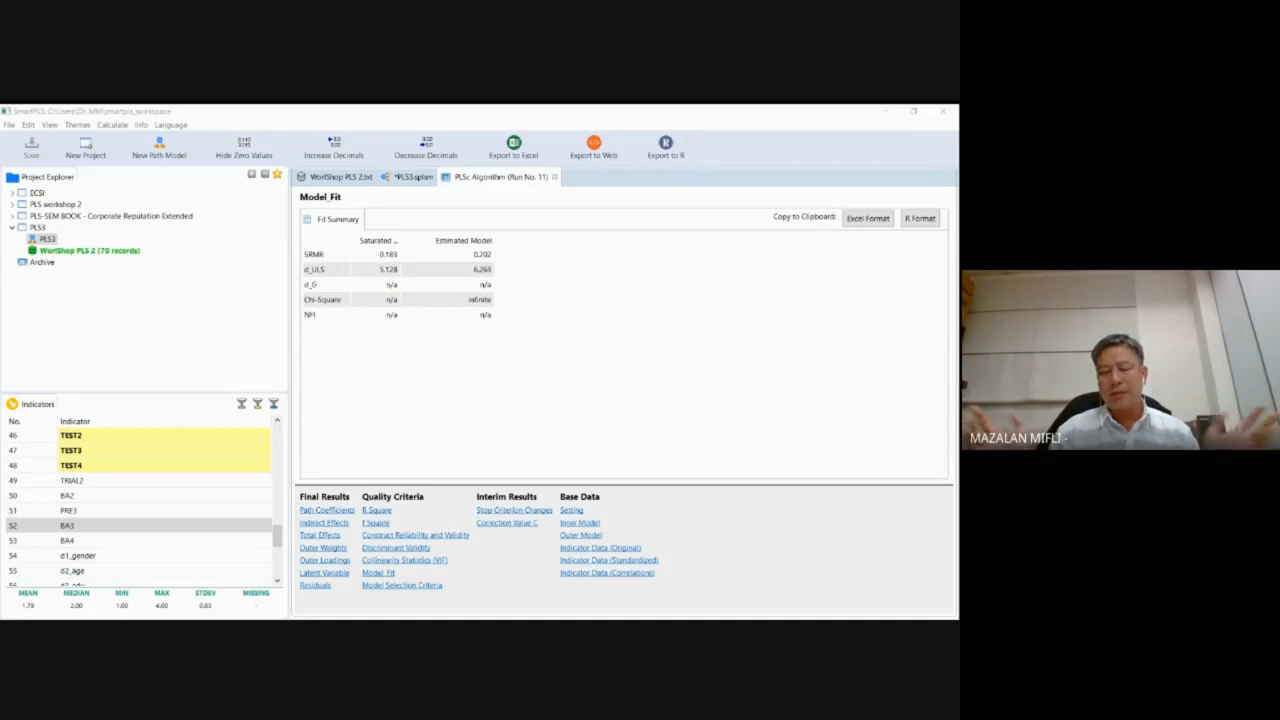 SmartPLS: C:\Users\Dr. MM\smartpls_workspace
File Edit View Themes Calculate Info Language
Save New Project New Path Model Hide Zero Values Increase Decimals Decrease Decimals Export to Excel Export to Web Export to R
Project Explorer
ECSI
PLS workshop 2
PLS-SEM BOOK - Corporate Reputation Extended
PLS3
PLS3
WorlShop PLS 2 [70 records]
Archive
WorlShop PLS 2.txt *PLS3.splsm PLSc Algorithm (Run No. 11)
Model_Fit
Fit Summary
Copy to Clipboard: Excel Format R Format
Saturated ... Estimated Model
SRMR 0.183 0.202
d_ULS 5.128 6.263
d_G n/a n/a
Chi-Square n/a infinite
NFI n/a n/a
Indicators
No. Indicator
46 TEST2
47 TEST3
48 TEST4
49 TRIAL2
50 BA2
51 PRE3
52 BA3
53 BA4
54 d1_gender
55 d2_age
MEAN MEDIAN MIN MAX STDEV MISSING
1.79 2.00 1.00 4.00 0.83 -
Final Results Quality Criteria Interim Results Base Data
Path Coefficients R Square Stop Criterion Changes Setting
Indirect Effects f Square Correction Value C Inner Model
Total Effects Construct Reliability and Validity Outer Model
Outer Weights Discriminant Validity Indicator Data (Original)
Outer Loadings Collinearity Statistics (VIF) Indicator Data (Standardized)
Latent Variable Model_Fit Indicator Data (Correlations)
Residuals Model Selection Criteria
MAZALAN MIFLI -